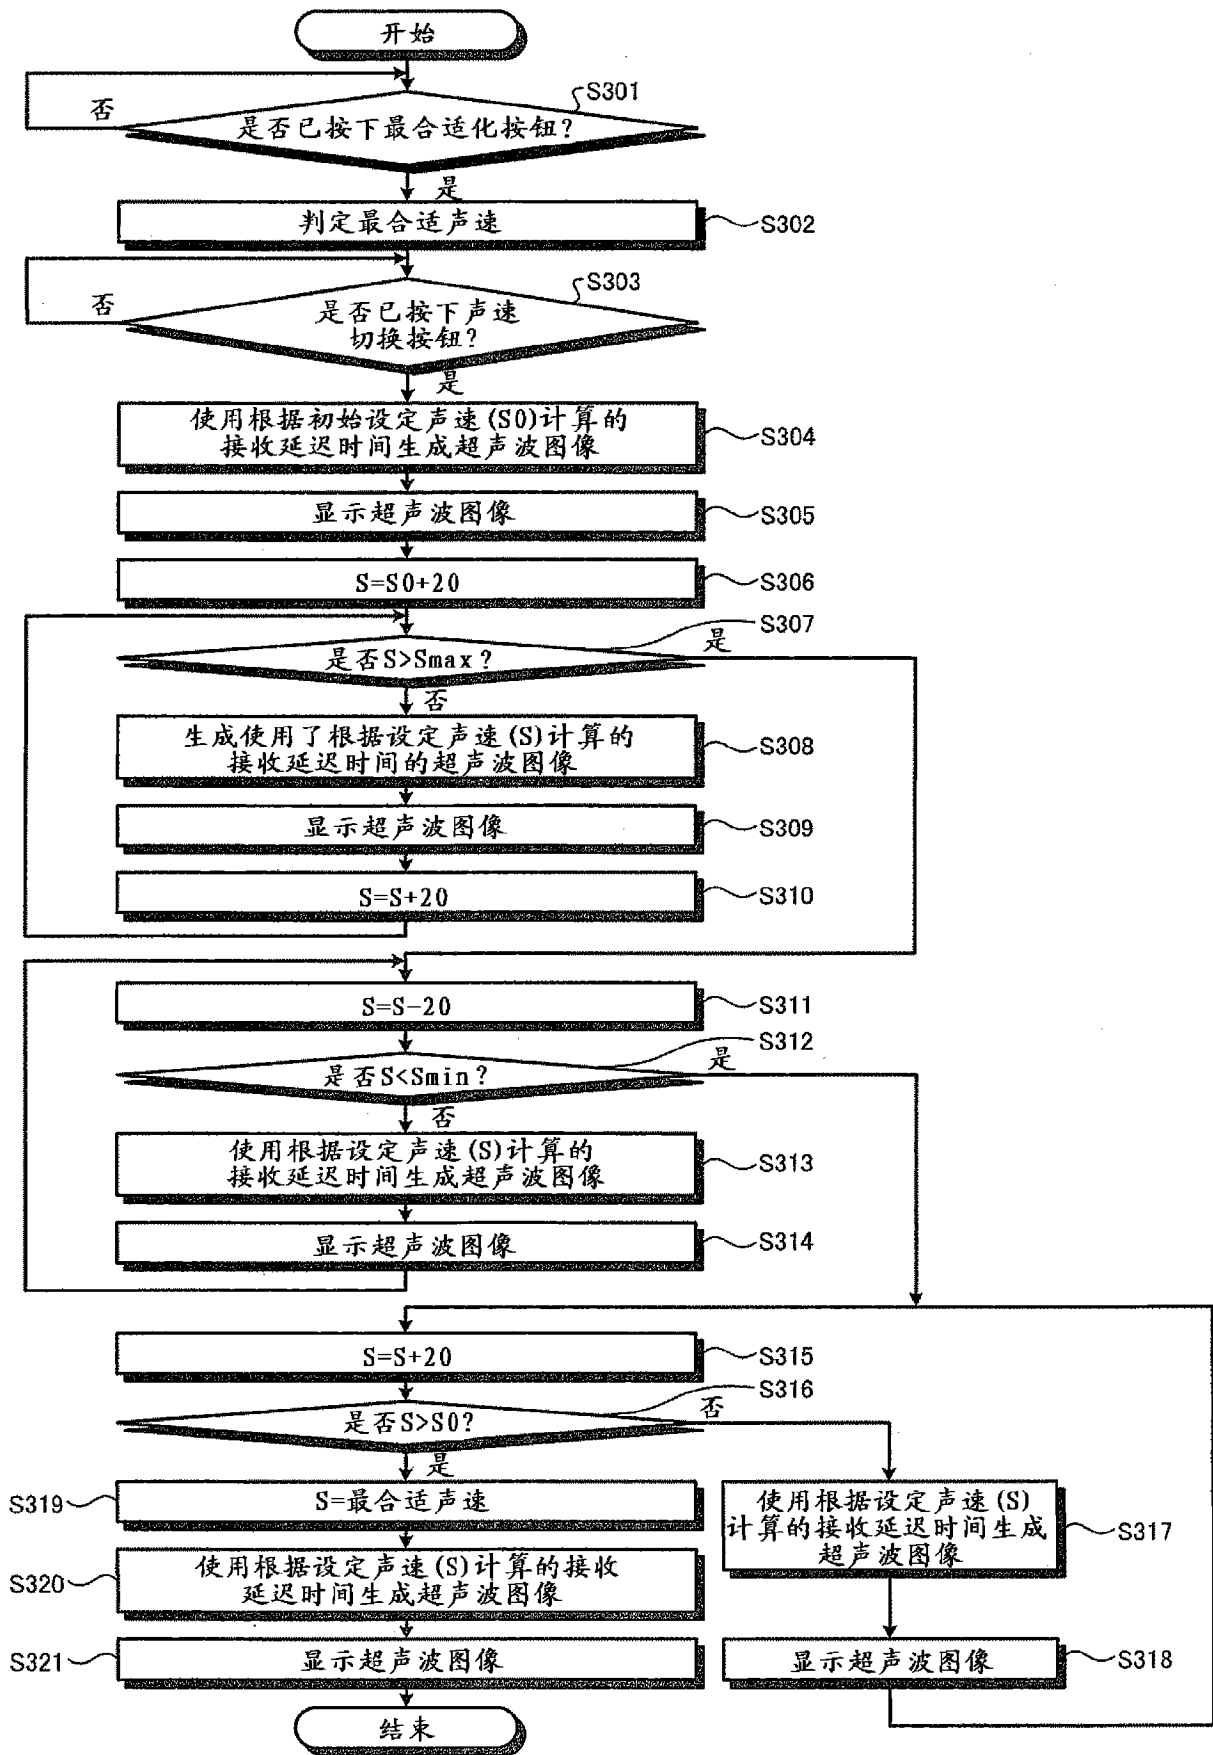 开始
S301
否
是否已按下最合适化按钮?
是
判定最合适声速
S302
S303
否
是否已按下声速
切换按钮?
是
使用根据初始设定声速(S0)计算的
接收延迟时间生成超声波图像
S304
显示超声波图像
S305
S=S0+20
S306
S307
是否S>Smax?
是
否
生成使用了根据设定声速(S)计算的
接收延迟时间的超声波图像
S308
显示超声波图像
S309
S=S+20
S310
S=S-20
S311
S312
是否S<Smin?
是
否
使用根据设定声速(S)计算的
接收延迟时间生成超声波图像
S313
显示超声波图像
S314
S=S+20
S315
S316
是否S>S0?
否
是
S319
S=最合适声速
使用根据设定声速(S)
计算的接收延迟时间生成
超声波图像
S317
S320
使用根据设定声速(S)计算的接收
延迟时间生成超声波图像
S321
显示超声波图像
显示超声波图像
S318
结束